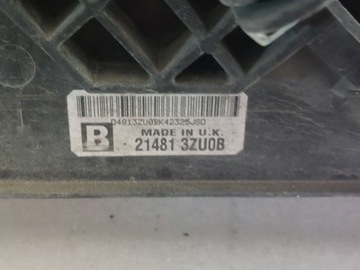 D4813ZU0BK42325JSD
B
MADE IN U.K.
21481 3ZU0B